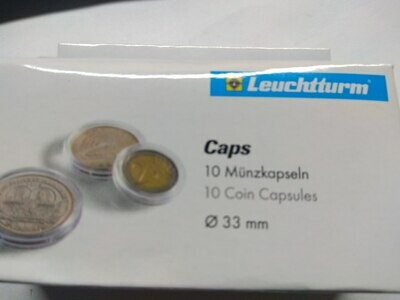 Leuchtturm
Caps
10 Münzkapseln
10 Coin Capsules
Ø 33 mm